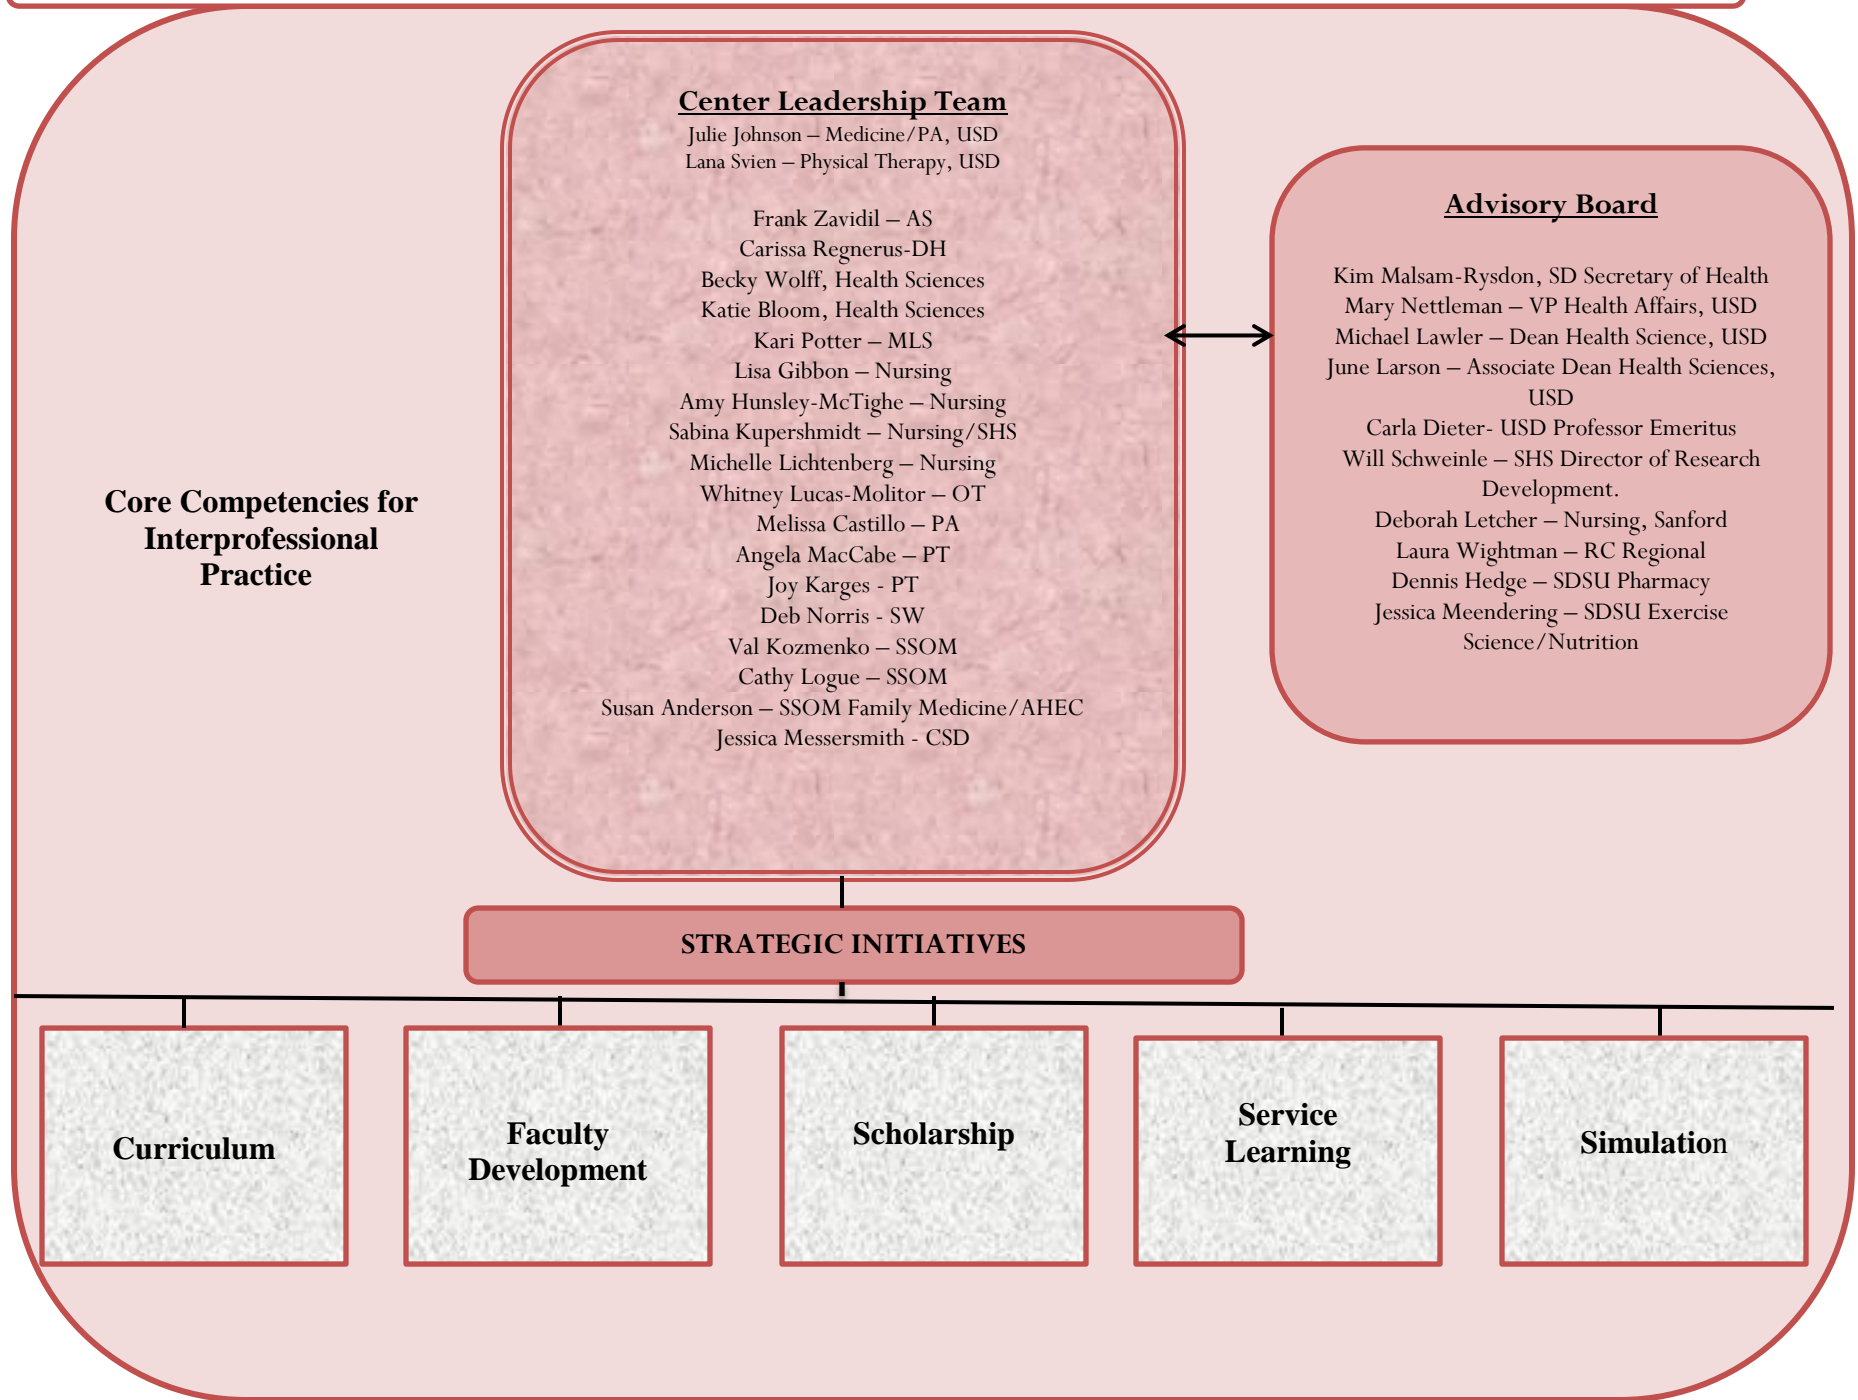 Center Leadership Team
Julie Johnson – Medicine/PA, USD
Lana Svien – Physical Therapy, USD
Frank Zavidil – AS
Carissa Regnerus-DH
Becky Wolff, Health Sciences
Katie Bloom, Health Sciences
Kari Potter – MLS
Lisa Gibbon – Nursing
Amy Hunsley-McTighe – Nursing
Sabina Kupershmidt – Nursing/SHS
Michelle Lichtenberg – Nursing
Whitney Lucas-Molitor – OT
Melissa Castillo – PA
Angela MacCabe – PT
Joy Karges - PT
Deb Norris - SW
Val Kozmenko – SSOM
Cathy Logue – SSOM
Susan Anderson – SSOM Family Medicine/AHEC
Jessica Messersmith - CSD
Advisory Board
Kim Malsam-Rysdon, SD Secretary of Health
Mary Nettleman – VP Health Affairs, USD
Michael Lawler – Dean Health Science, USD
June Larson – Associate Dean Health Sciences,
USD
Carla Dieter- USD Professor Emeritus
Will Schweinle – SHS Director of Research
Development.
Deborah Letcher – Nursing, Sanford
Laura Wightman – RC Regional
Dennis Hedge – SDSU Pharmacy
Jessica Meendering – SDSU Exercise
Science/Nutrition
Core Competencies for
Interprofessional
Practice
STRATEGIC INITIATIVES
Curriculum
Faculty
Development
Scholarship
Service
Learning
Simulation